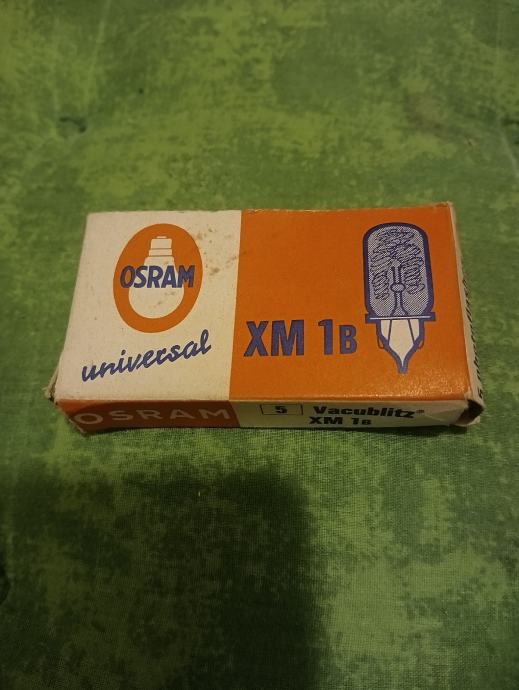 OSRAM
universal
XM 1B
OSRAM
5
Vacublitz®
XM 1B